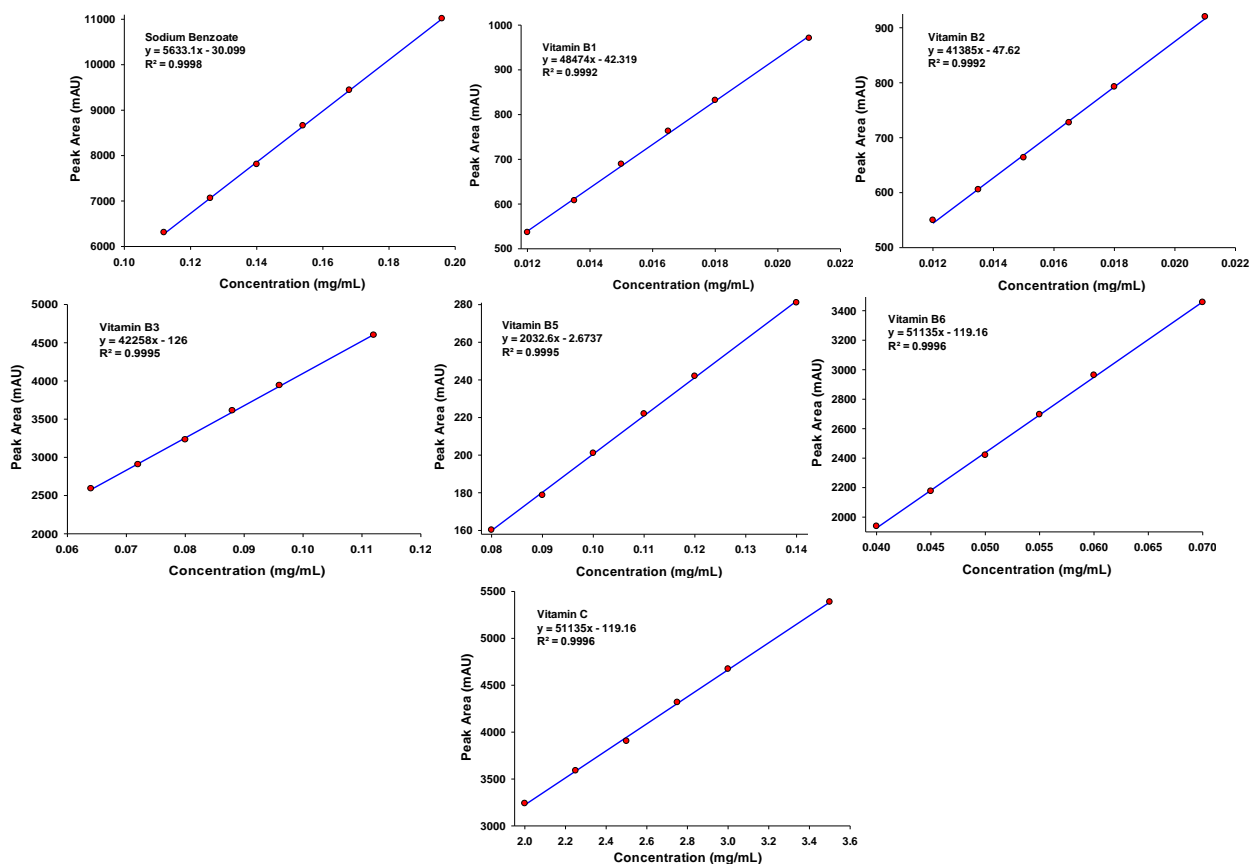 Sodium Benzoate
y = 5633.1x - 30.099
R² = 0.9998
Peak Area (mAU)
11000
10000
9000
8000
7000
6000
0.10 0.12 0.14 0.16 0.18 0.20
Concentration (mg/mL)
Vitamin B1
y = 48474x - 42.319
R² = 0.9992
Peak Area (mAU)
1000
900
800
700
600
500
0.012 0.014 0.016 0.018 0.020 0.022
Concentration (mg/mL)
Vitamin B2
y = 41385x - 47.62
R² = 0.9992
Peak Area (mAU)
900
800
700
600
500
0.012 0.014 0.016 0.018 0.020 0.022
Concentration (mg/mL)
Vitamin B3
y = 42258x - 126
R² = 0.9995
Peak Area (mAU)
5000
4500
4000
3500
3000
2500
2000
0.06 0.07 0.08 0.09 0.10 0.11 0.12
Concentration (mg/mL)
Vitamin B5
y = 2032.6x - 2.6737
R² = 0.9995
Peak Area (mAU)
280
260
240
220
200
180
160
0.08 0.09 0.10 0.11 0.12 0.13 0.14
Concentration (mg/mL)
Vitamin B6
y = 51135x - 119.16
R² = 0.9996
Peak Area (mAU)
3400
3200
3000
2800
2600
2400
2200
2000
0.040 0.045 0.050 0.055 0.060 0.065 0.070
Concentration (mg/mL)
Vitamin C
y = 51135x - 119.16
R² = 0.9996
Peak Area (mAU)
5500
5000
4500
4000
3500
3000
2.0 2.2 2.4 2.6 2.8 3.0 3.2 3.4 3.6
Concentration (mg/mL)